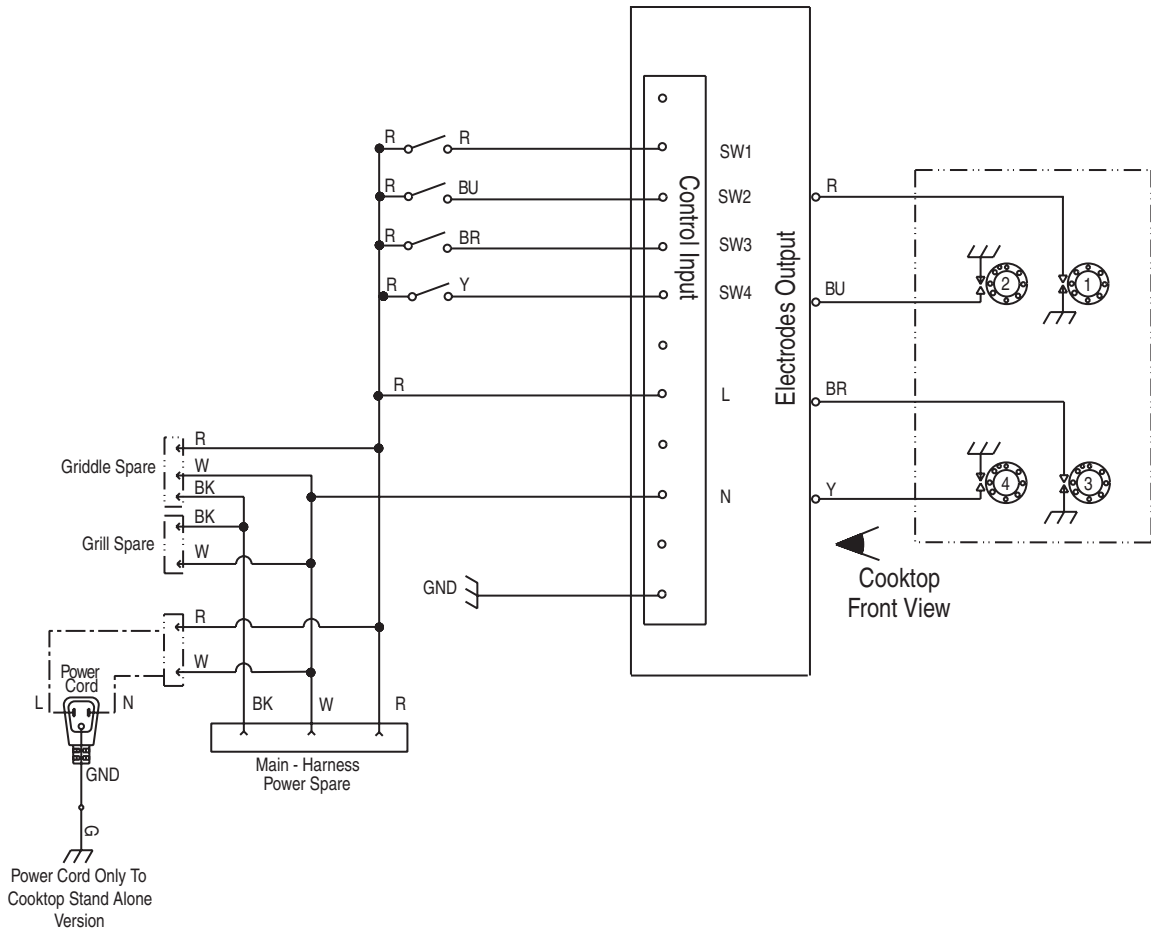 R
R
SW1
R
BU
SW2
R
BR
SW3
R
Y
SW4
R
L
N
Control Input
Electrodes Output
R
BU
BR
Y
2
1
4
3
Cooktop
Front View
Griddle Spare
R
W
BK
Grill Spare
BK
W
GND
R
W
Power
Cord
L
N
GND
G
BK
W
R
Main - Harness
Power Spare
Power Cord Only To
Cooktop Stand Alone
Version